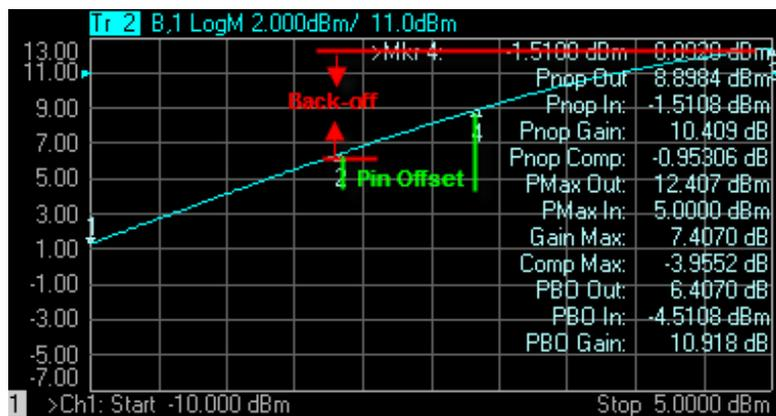 Tr 2 B,1 LogM 2.000dBm/ 11.0dBm
13.00
11.00
9.00
7.00
5.00
3.00
1.00
-1.00
-3.00
-5.00
-7.00
>Mkr 4: -1.5108 dBm
Pnop Out 8.8984 dBm
Pnop In: -1.5108 dBm
Pnop Gain: 10.409 dB
Pnop Comp: -0.95306 dB
PMax Out: 12.407 dBm
PMax In: 5.0000 dBm
Gain Max: 7.4070 dB
Comp Max: -3.9552 dB
PBO Out: 6.4070 dB
PBO In: -4.5108 dBm
PBO Gain: 10.918 dB
Back-off
Pin Offset
1
2
4
1 >Ch1: Start -10.000 dBm
Stop 5.0000 dBm